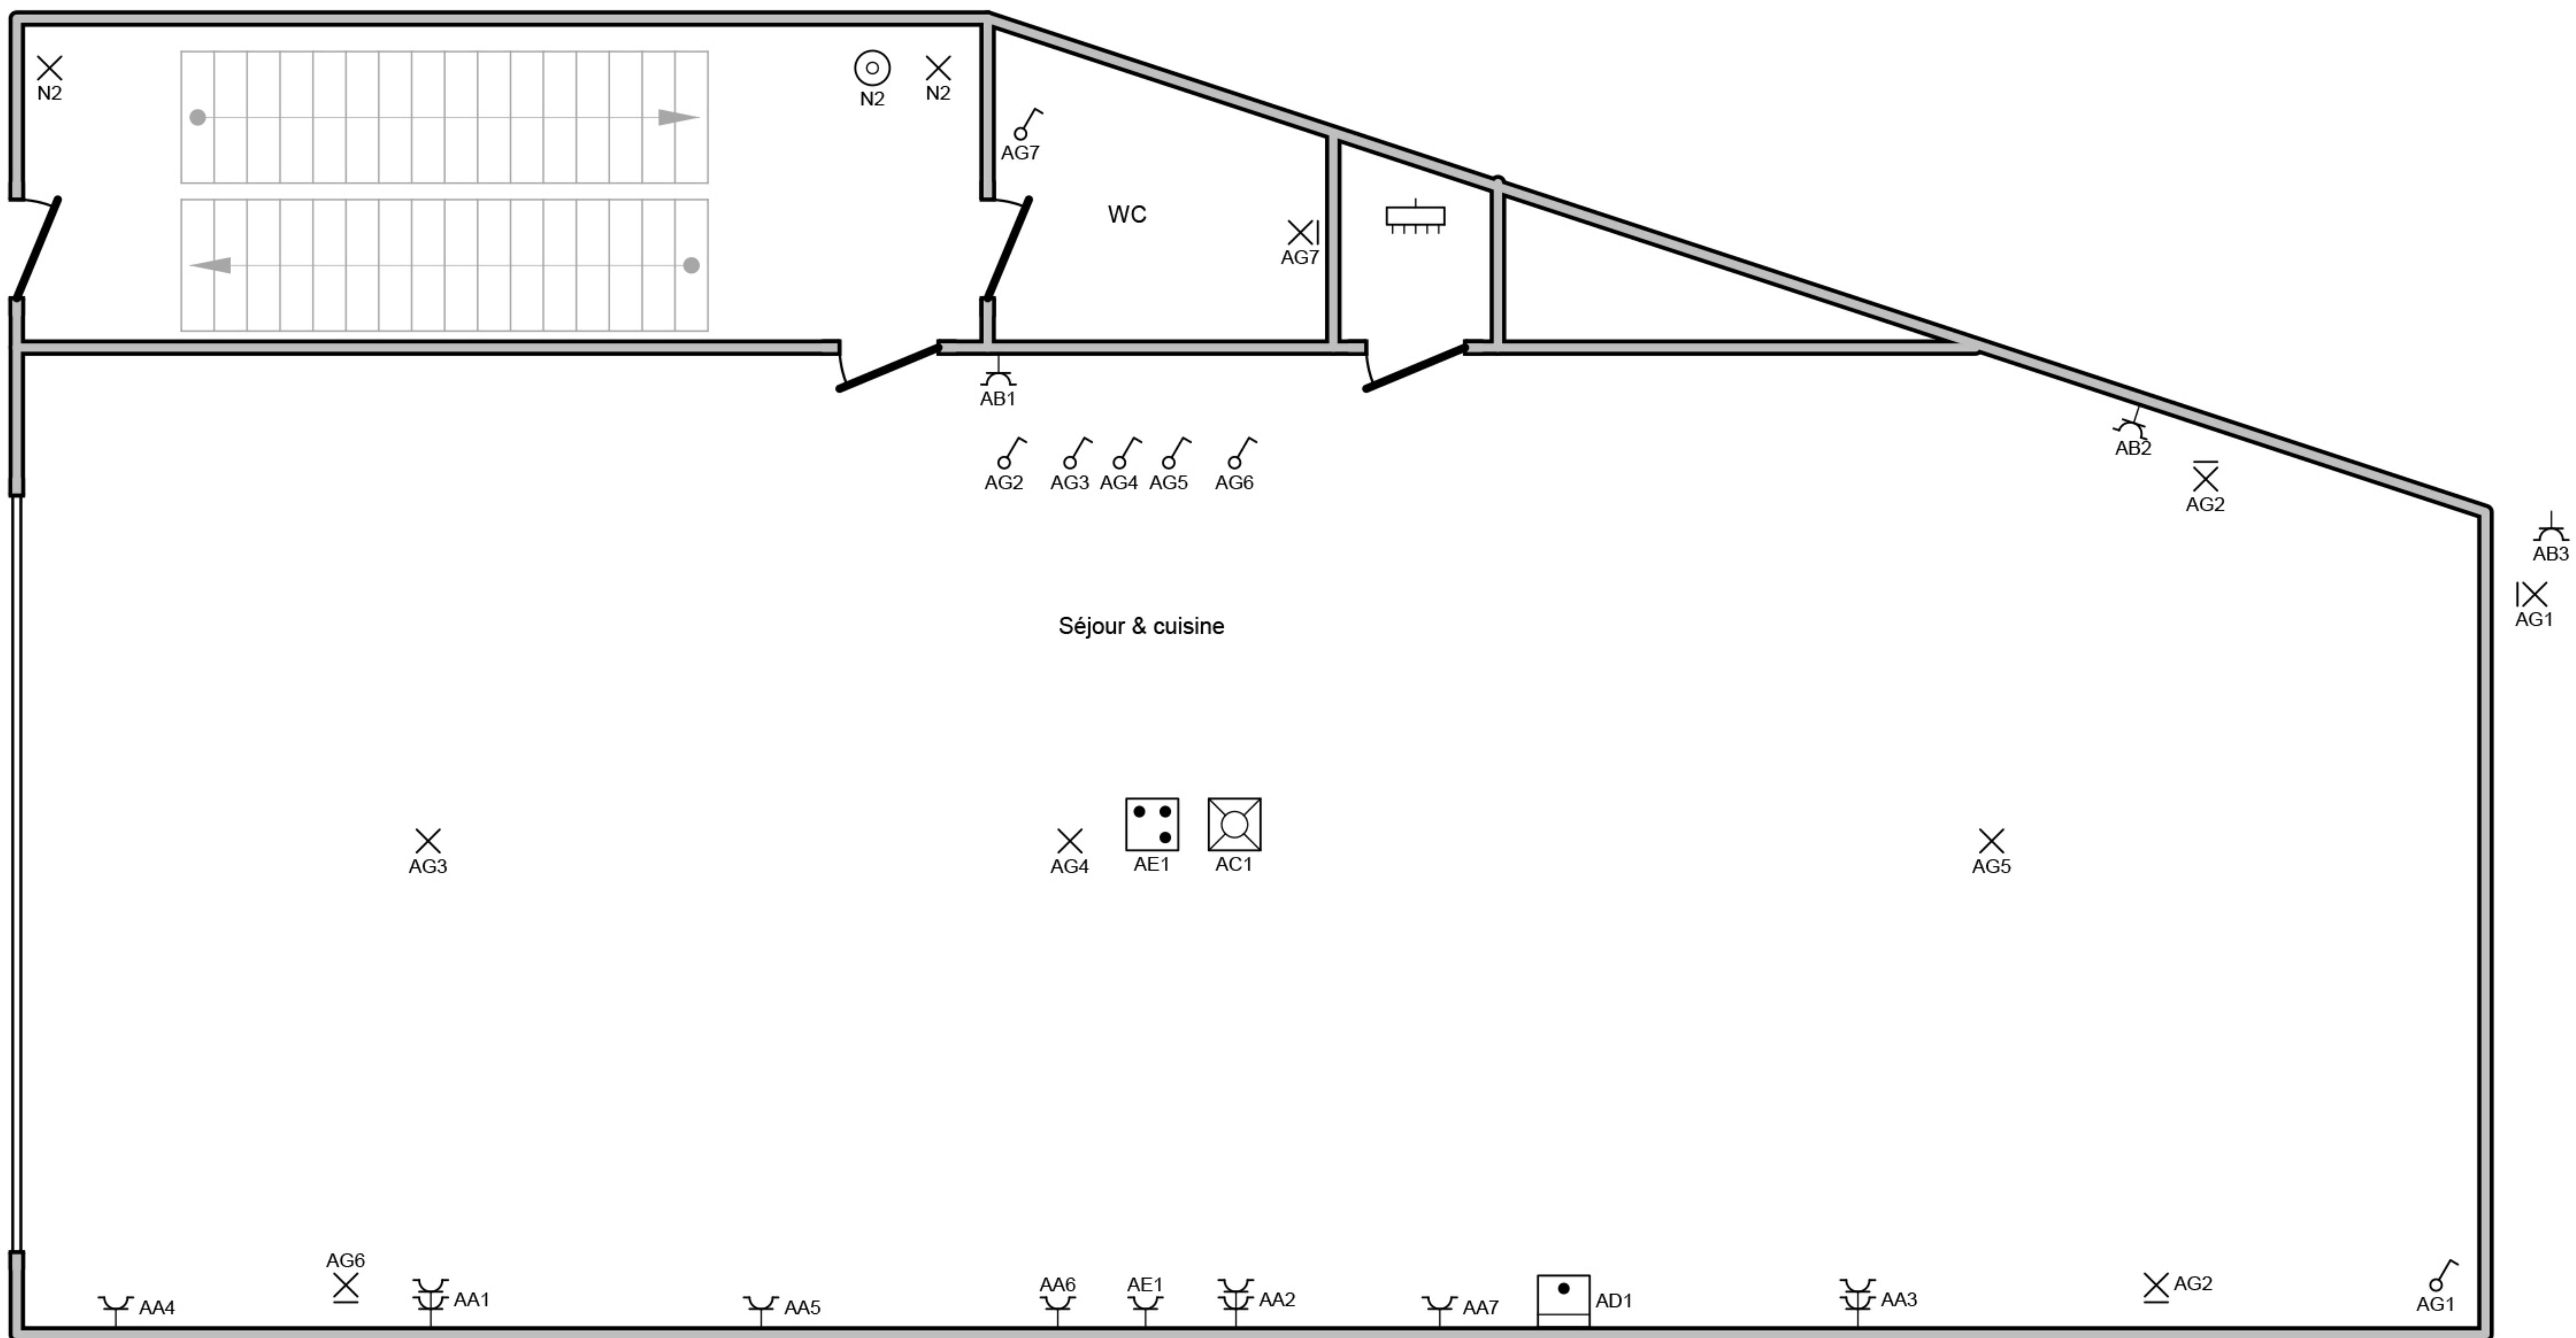 N2
N2
N2
AG7
WC
AG7
AB1
AG2
AG3
AG4
AG5
AG6
AB2
AG2
AB3
AG1
Séjour & cuisine
AG3
AG4
AE1
AC1
AG5
AG6
AA4
AA1
AA5
AA6
AE1
AA2
AA7
AD1
AA3
AG2
AG1